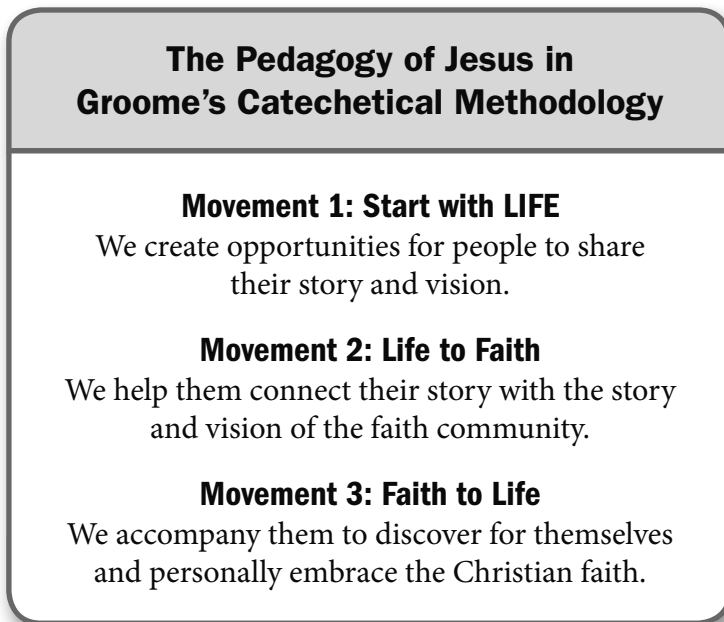 The Pedagogy of Jesus in
Groome’s Catechetical Methodology
Movement 1: Start with LIFE
We create opportunities for people to share
their story and vision.
Movement 2: Life to Faith
We help them connect their story with the story
and vision of the faith community.
Movement 3: Faith to Life
We accompany them to discover for themselves
and personally embrace the Christian faith.